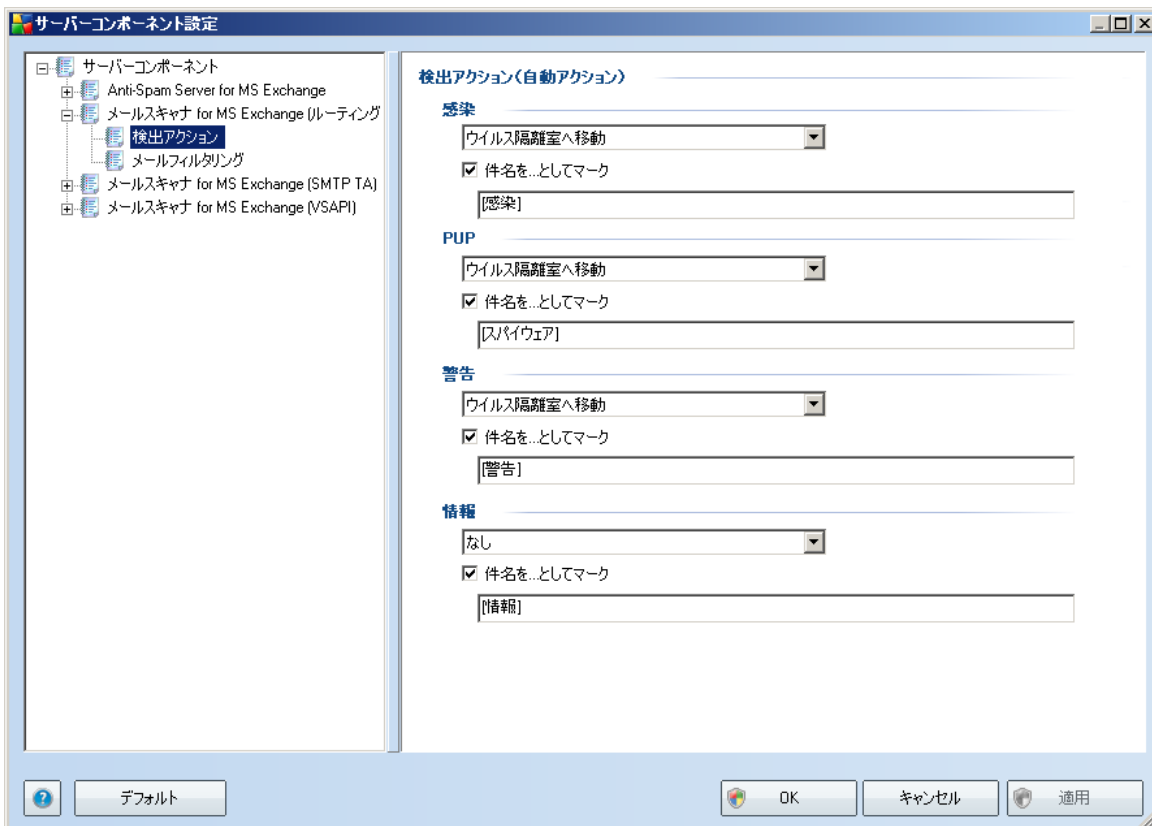 サーバーコンポーネント設定
サーバーコンポーネント
Anti-Spam Server for MS Exchange
メールスキャナ for MS Exchange (ルーティング
検出アクション
メールフィルタリング
メールスキャナ for MS Exchange (SMTP TA)
メールスキャナ for MS Exchange (VSAPI)
検出アクション(自動アクション)
感染
ウイルス隔離室へ移動
件名を...としてマーク
[感染]
PUP
ウイルス隔離室へ移動
件名を...としてマーク
[スパイウェア]
警告
ウイルス隔離室へ移動
件名を...としてマーク
[警告]
情報
なし
件名を...としてマーク
[情報]
デフォルト
OK
キャンセル
適用